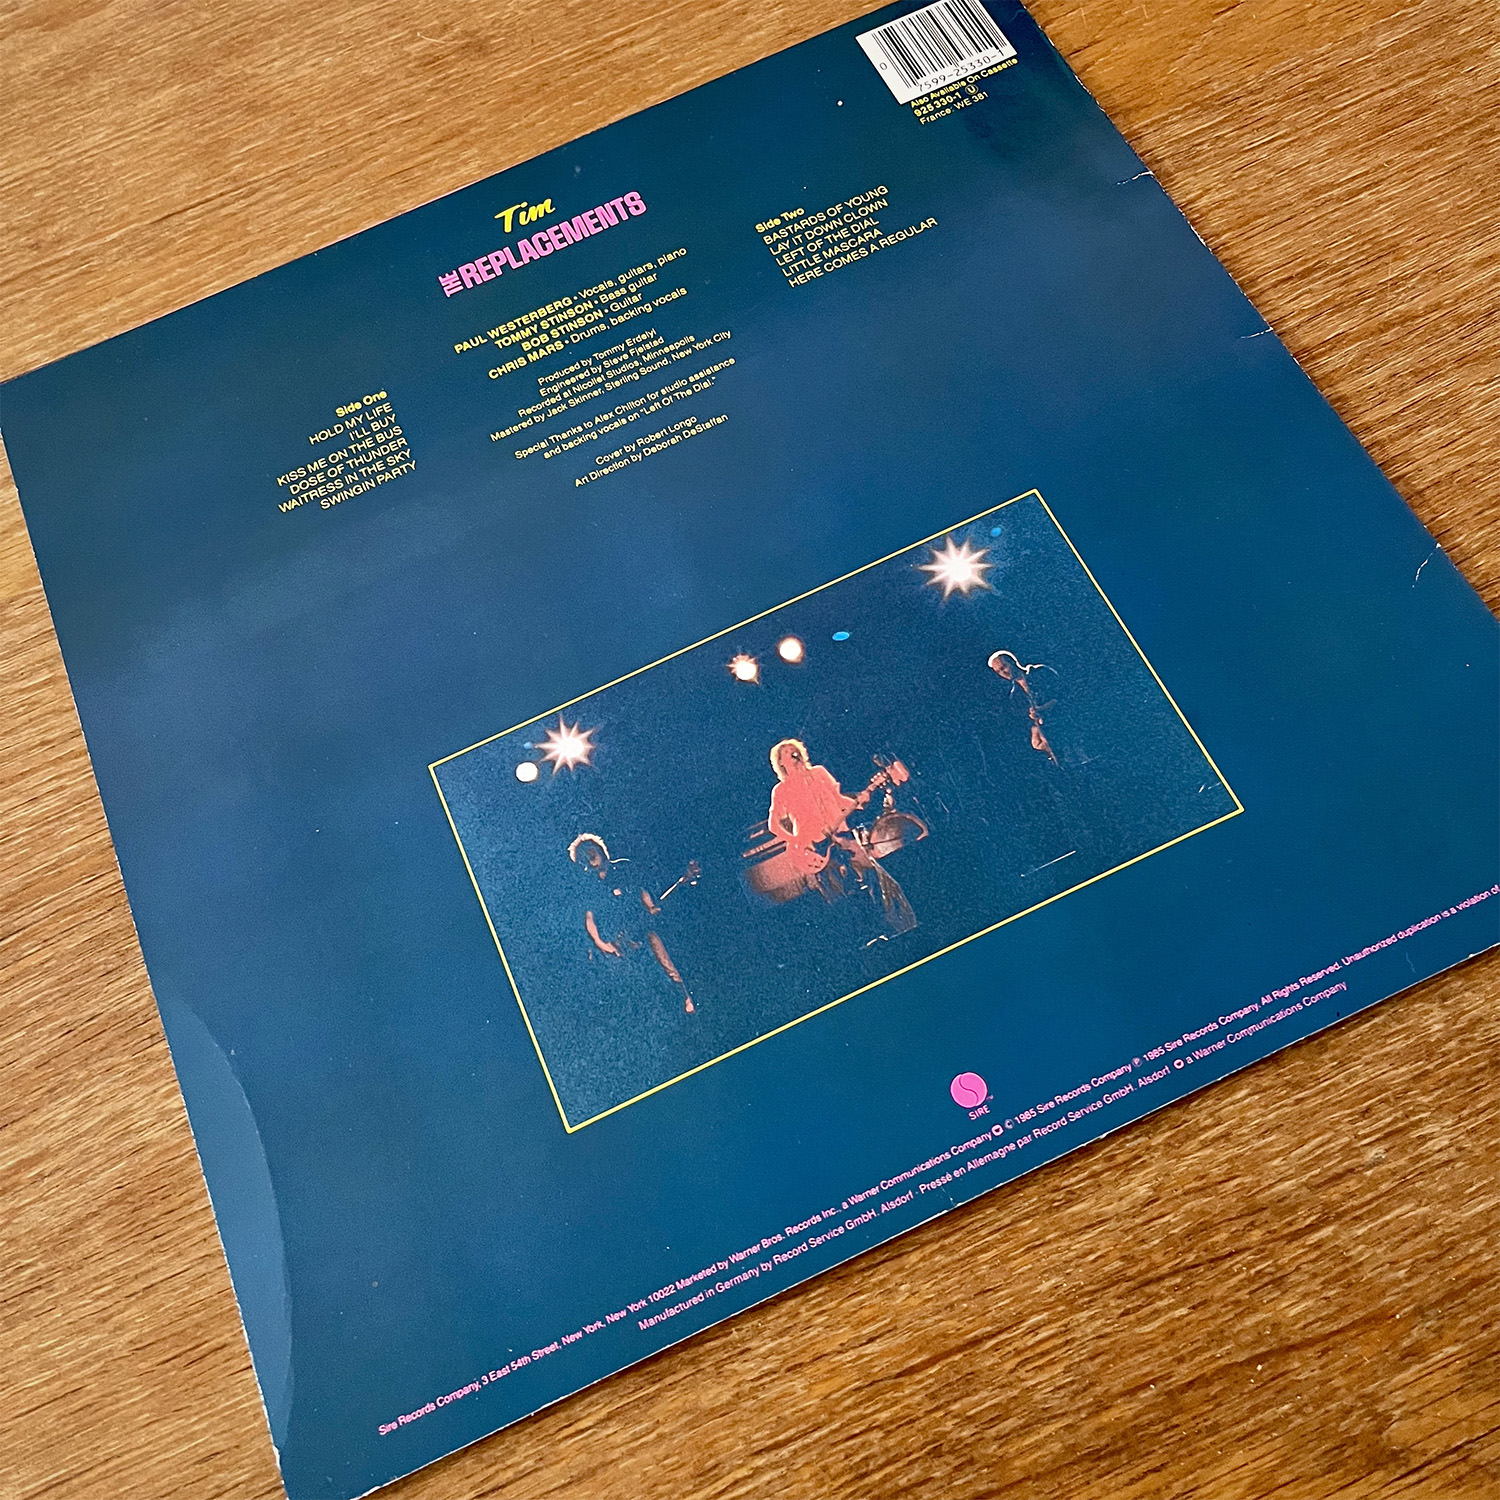 0
7599-25330-1
Also Available On Cassette
925 330-1 U
France: WE 381
Tim
THE REPLACEMENTS
PAUL WESTERBERG • Vocals, guitars, piano
TOMMY STINSON • Bass guitar
BOB STINSON • Guitar
CHRIS MARS • Drums, backing vocals
Produced by Tommy Erdelyi
Engineered by Steve Fjelstad
Recorded at Nicollet Studios, Minneapolis
Mastered by Jack Skinner, Sterling Sound, New York City
Special Thanks to Alex Chilton for studio assistance
and backing vocals on "Left Of The Dial."
Cover by Robert Longo
Art Direction by Deborah DeStaffan
Side One
HOLD MY LIFE
I'LL BUY
KISS ME ON THE BUS
DOSE OF THUNDER
WAITRESS IN THE SKY
SWINGIN PARTY
Side Two
BASTARDS OF YOUNG
LAY IT DOWN CLOWN
LEFT OF THE DIAL
LITTLE MASCARA
HERE COMES A REGULAR
SIRE™
Sire Records Company, 3 East 54th Street, New York, New York 10022 Marketed by Warner Bros. Records Inc., a Warner Communications Company © 1985 Sire Records Company ℗ 1985 Sire Records Company. All Rights Reserved. Unauthorized duplication is a violation of
Manufactured in Germany by Record Service GmbH. Alsdorf · Pressé en Allemagne par Record Service GmbH. Alsdorf a Warner Communications Company